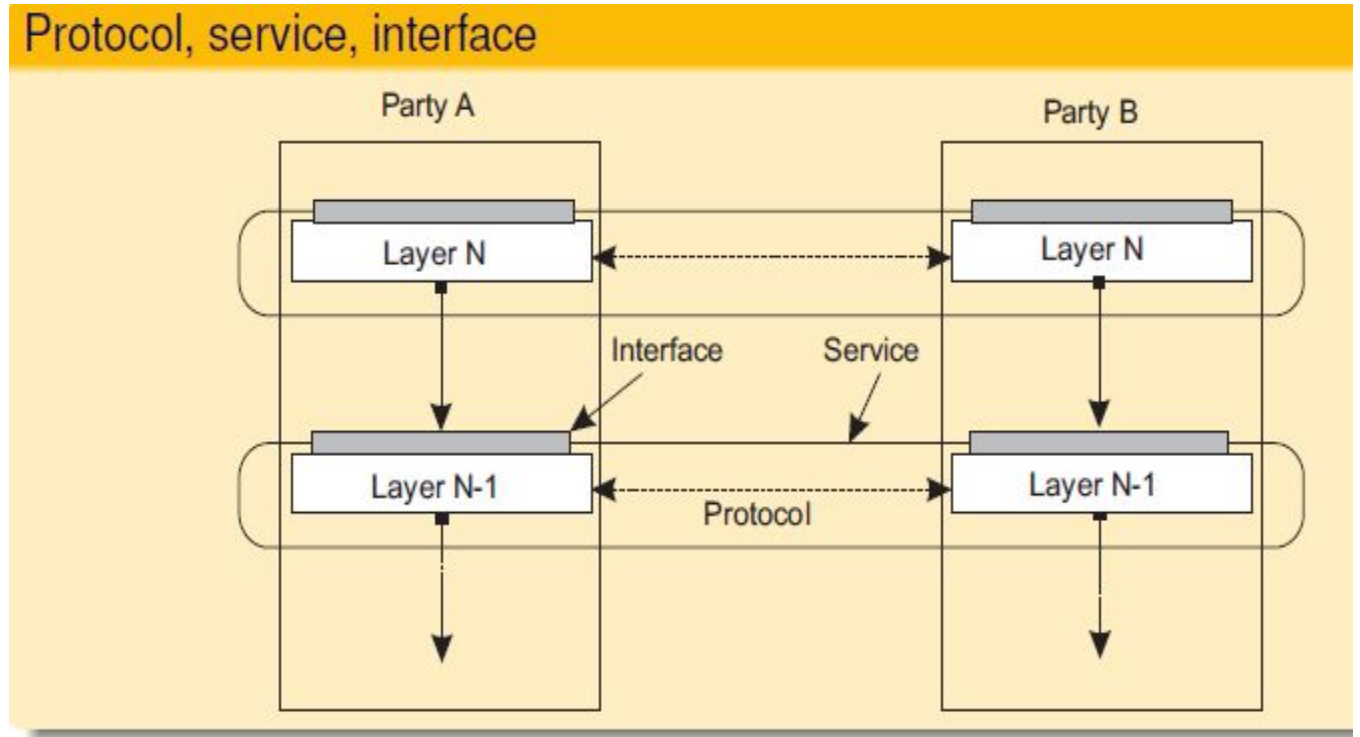 Protocol, service, interface
Party A
Party B
Layer N
Layer N
Interface
Service
Layer N-1
Layer N-1
Protocol